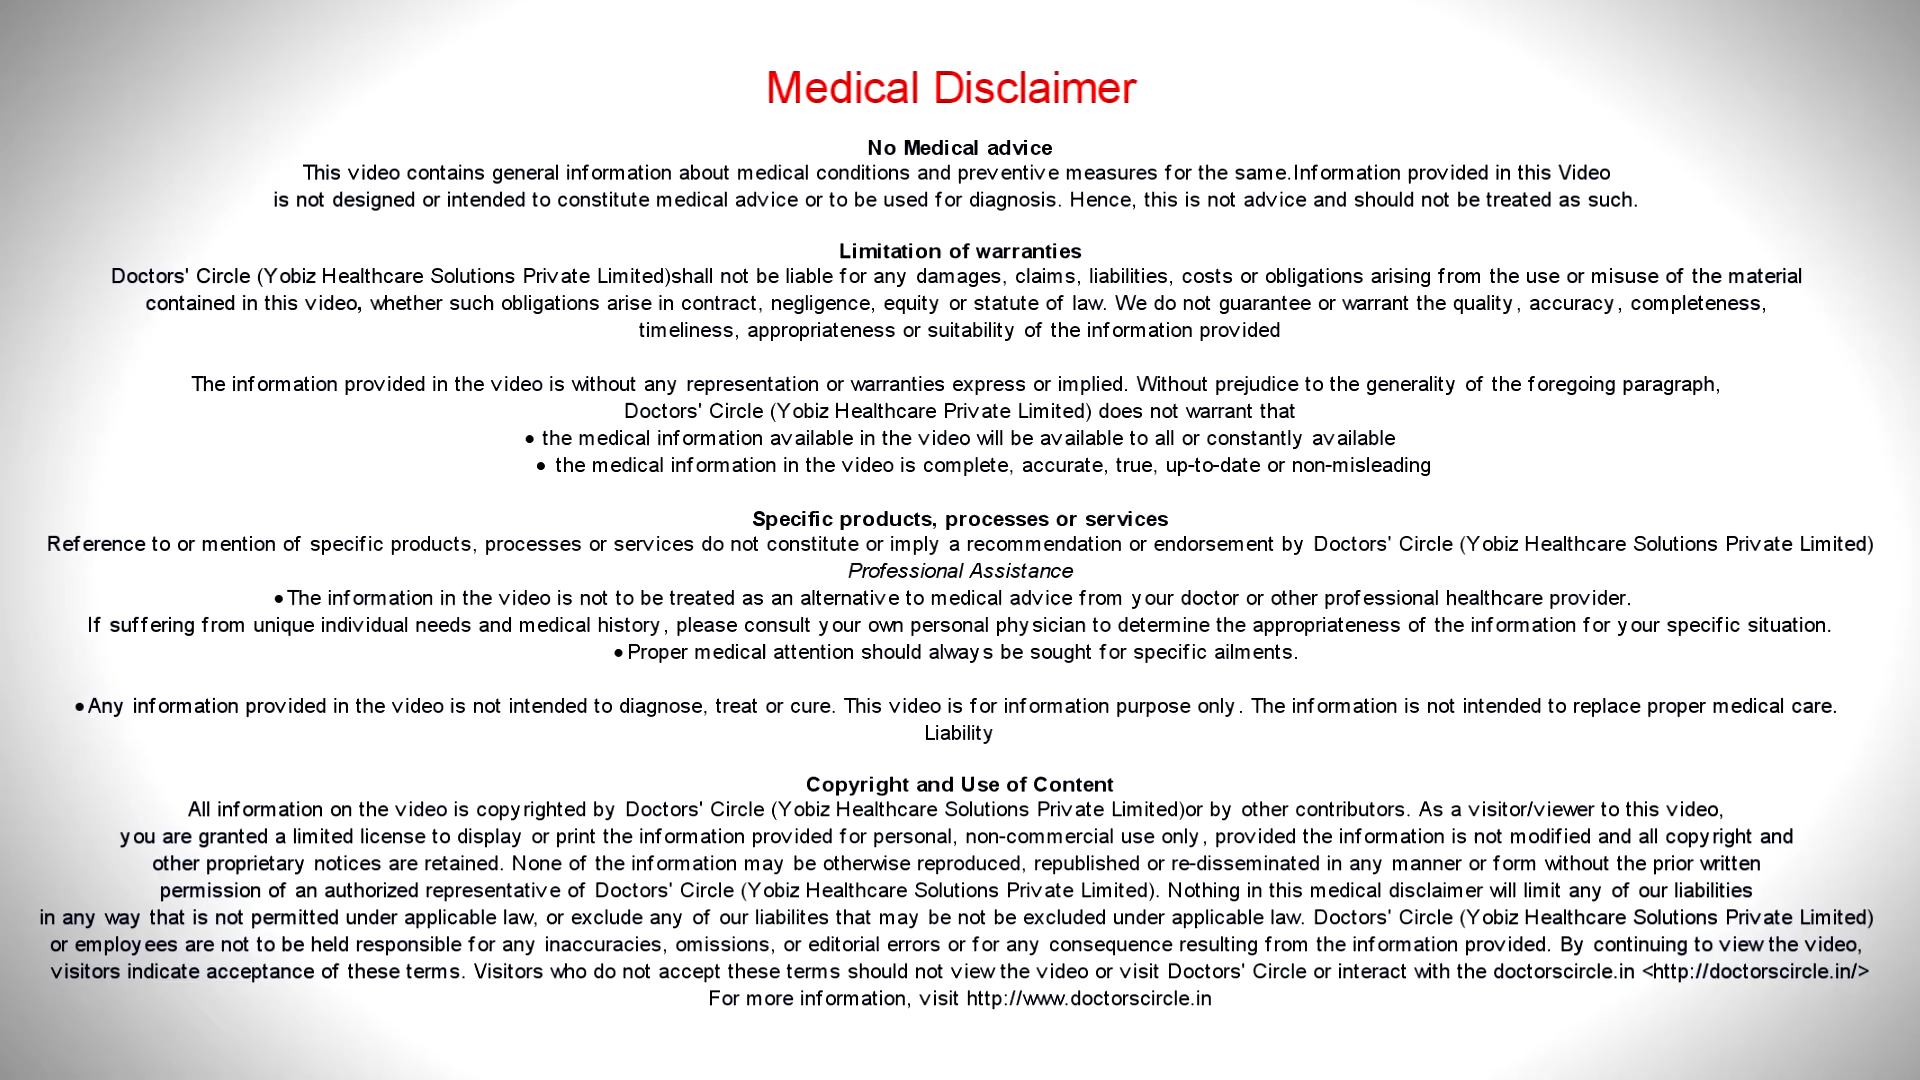 Medical Disclaimer
No Medical advice
This video contains general information about medical conditions and preventive measures for the same.Information provided in this Video
is not designed or intended to constitute medical advice or to be used for diagnosis. Hence, this is not advice and should not be treated as such.
Limitation of warranties
Doctors' Circle (Yobiz Healthcare Solutions Private Limited)shall not be liable for any damages, claims, liabilities, costs or obligations arising from the use or misuse of the material
contained in this video, whether such obligations arise in contract, negligence, equity or statute of law. We do not guarantee or warrant the quality, accuracy, completeness,
timeliness, appropriateness or suitability of the information provided
The information provided in the video is without any representation or warranties express or implied. Without prejudice to the generality of the foregoing paragraph,
Doctors' Circle (Yobiz Healthcare Private Limited) does not warrant that
• the medical information available in the video will be available to all or constantly available
• the medical information in the video is complete, accurate, true, up-to-date or non-misleading
Specific products, processes or services
Reference to or mention of specific products, processes or services do not constitute or imply a recommendation or endorsement by Doctors' Circle (Yobiz Healthcare Solutions Private Limited)
Professional Assistance
•The information in the video is not to be treated as an alternative to medical advice from your doctor or other professional healthcare provider.
If suffering from unique individual needs and medical history, please consult your own personal physician to determine the appropriateness of the information for your specific situation.
•Proper medical attention should always be sought for specific ailments.
•Any information provided in the video is not intended to diagnose, treat or cure. This video is for information purpose only. The information is not intended to replace proper medical care.
Liability
Copyright and Use of Content
All information on the video is copyrighted by Doctors' Circle (Yobiz Healthcare Solutions Private Limited)or by other contributors. As a visitor/viewer to this video,
you are granted a limited license to display or print the information provided for personal, non-commercial use only, provided the information is not modified and all copyright and
other proprietary notices are retained. None of the information may be otherwise reproduced, republished or re-disseminated in any manner or form without the prior written
permission of an authorized representative of Doctors' Circle (Yobiz Healthcare Solutions Private Limited). Nothing in this medical disclaimer will limit any of our liabilities
in any way that is not permitted under applicable law, or exclude any of our liabilites that may be not be excluded under applicable law. Doctors' Circle (Yobiz Healthcare Solutions Private Limited)
or employees are not to be held responsible for any inaccuracies, omissions, or editorial errors or for any consequence resulting from the information provided. By continuing to view the video,
visitors indicate acceptance of these terms. Visitors who do not accept these terms should not view the video or visit Doctors' Circle or interact with the doctorscircle.in <http://doctorscircle.in/>
For more information, visit http://www.doctorscircle.in